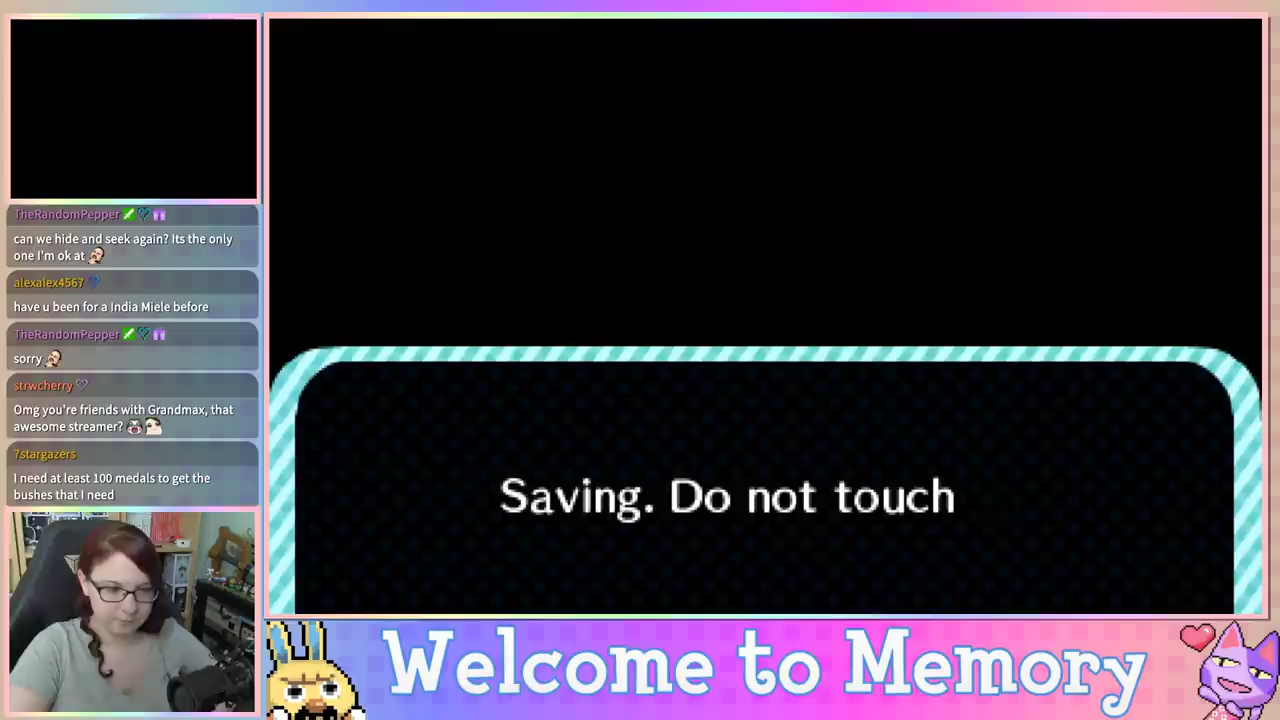 TheRandomPepper
can we hide and seek again? Its the only
one I'm ok at
alexalex4567
have u been for a India Miele before
TheRandomPepper
sorry
strwcherry
Omg you're friends with Grandmax, that
awesome streamer?
7stargazers
I need at least 100 medals to get the
bushes that I need
Saving. Do not touch
Welcome to Memory